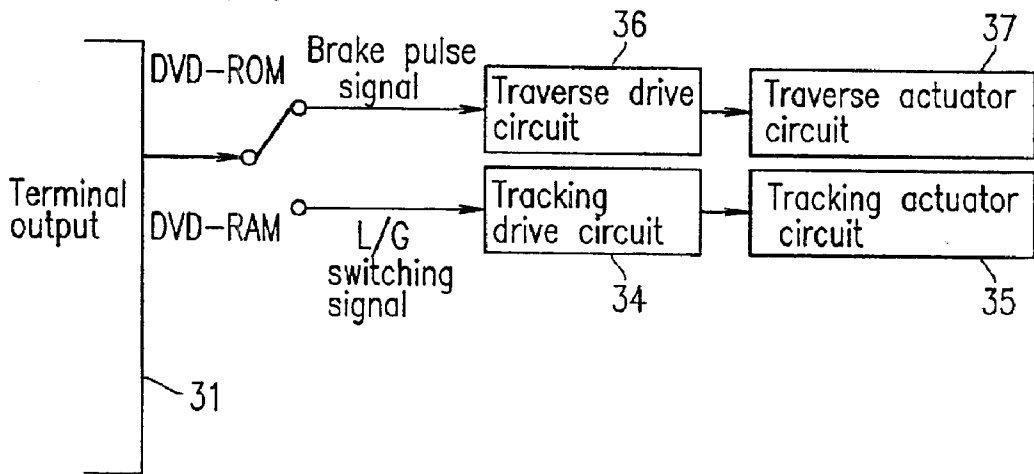 36
37
DVD-ROM
Brake pulse
signal
Traverse drive
circuit
Traverse actuator
circuit
Terminal
output
DVD-RAM
L/G
switching
signal
Tracking
drive circuit
Tracking actuator
circuit
34
35
31